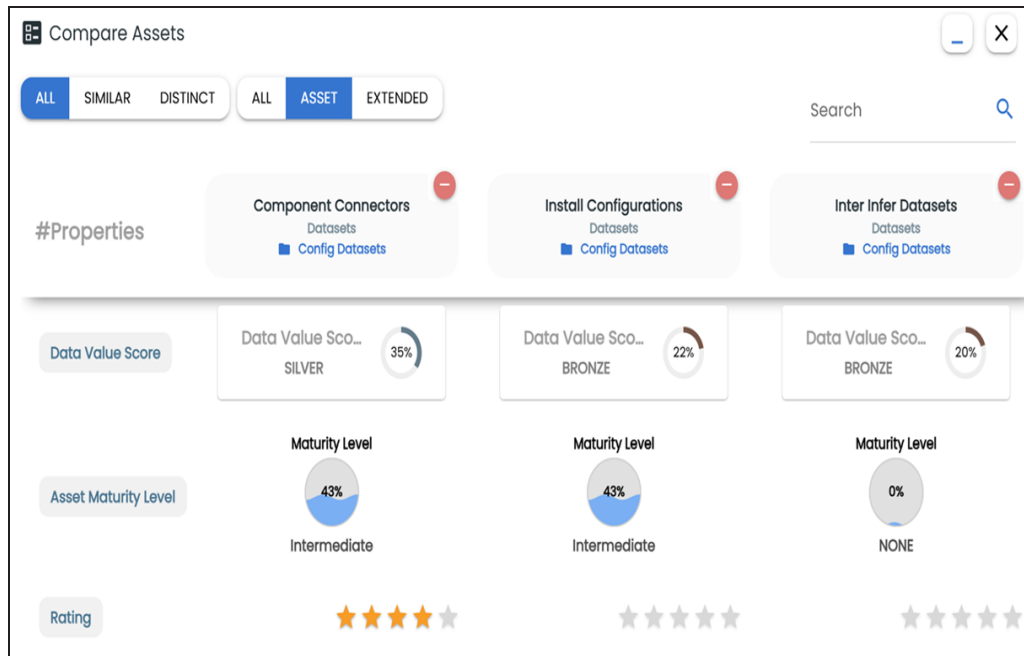 Compare Assets
_ X
ALL SIMILAR DISTINCT ALL ASSET EXTENDED
Search
#Properties
Component Connectors
Datasets
Config Datasets
Install Configurations
Datasets
Config Datasets
Inter Infer Datasets
Datasets
Config Datasets
Data Value Score
Data Value Sco...
SILVER
35%
Data Value Sco...
BRONZE
22%
Data Value Sco...
BRONZE
20%
Asset Maturity Level
Maturity Level
43%
Intermediate
Maturity Level
43%
Intermediate
Maturity Level
0%
NONE
Rating